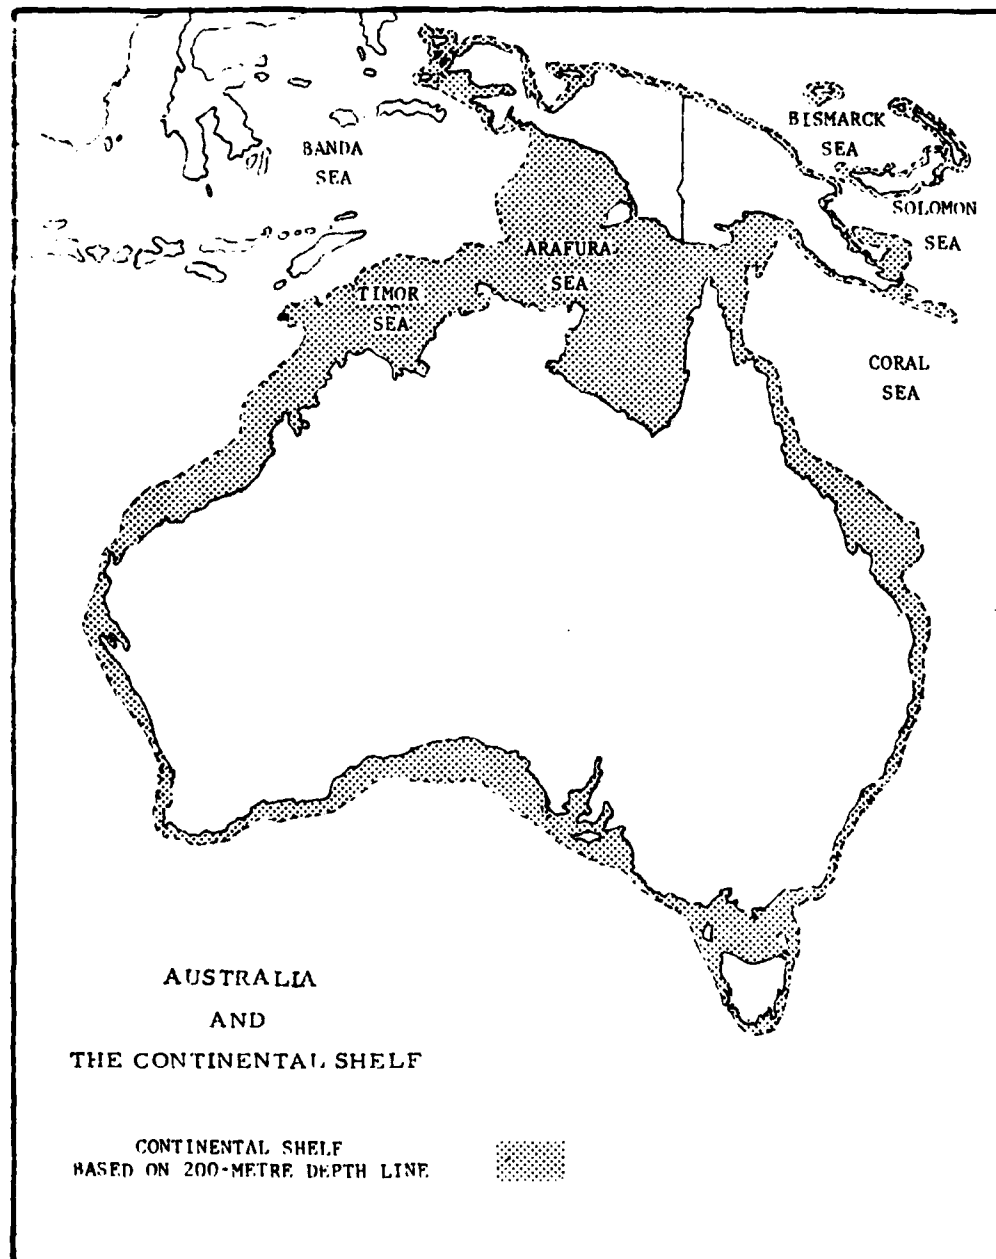 BISMARCK
SEA
BANDA
SEA
SOLOMON
SEA
ARAFURA
SEA
TIMOR
SEA
CORAL
SEA
AUSTRALIA
AND
THE CONTINENTAL SHELF
CONTINENTAL SHELF
BASED ON 200-METRE DEPTH LINE